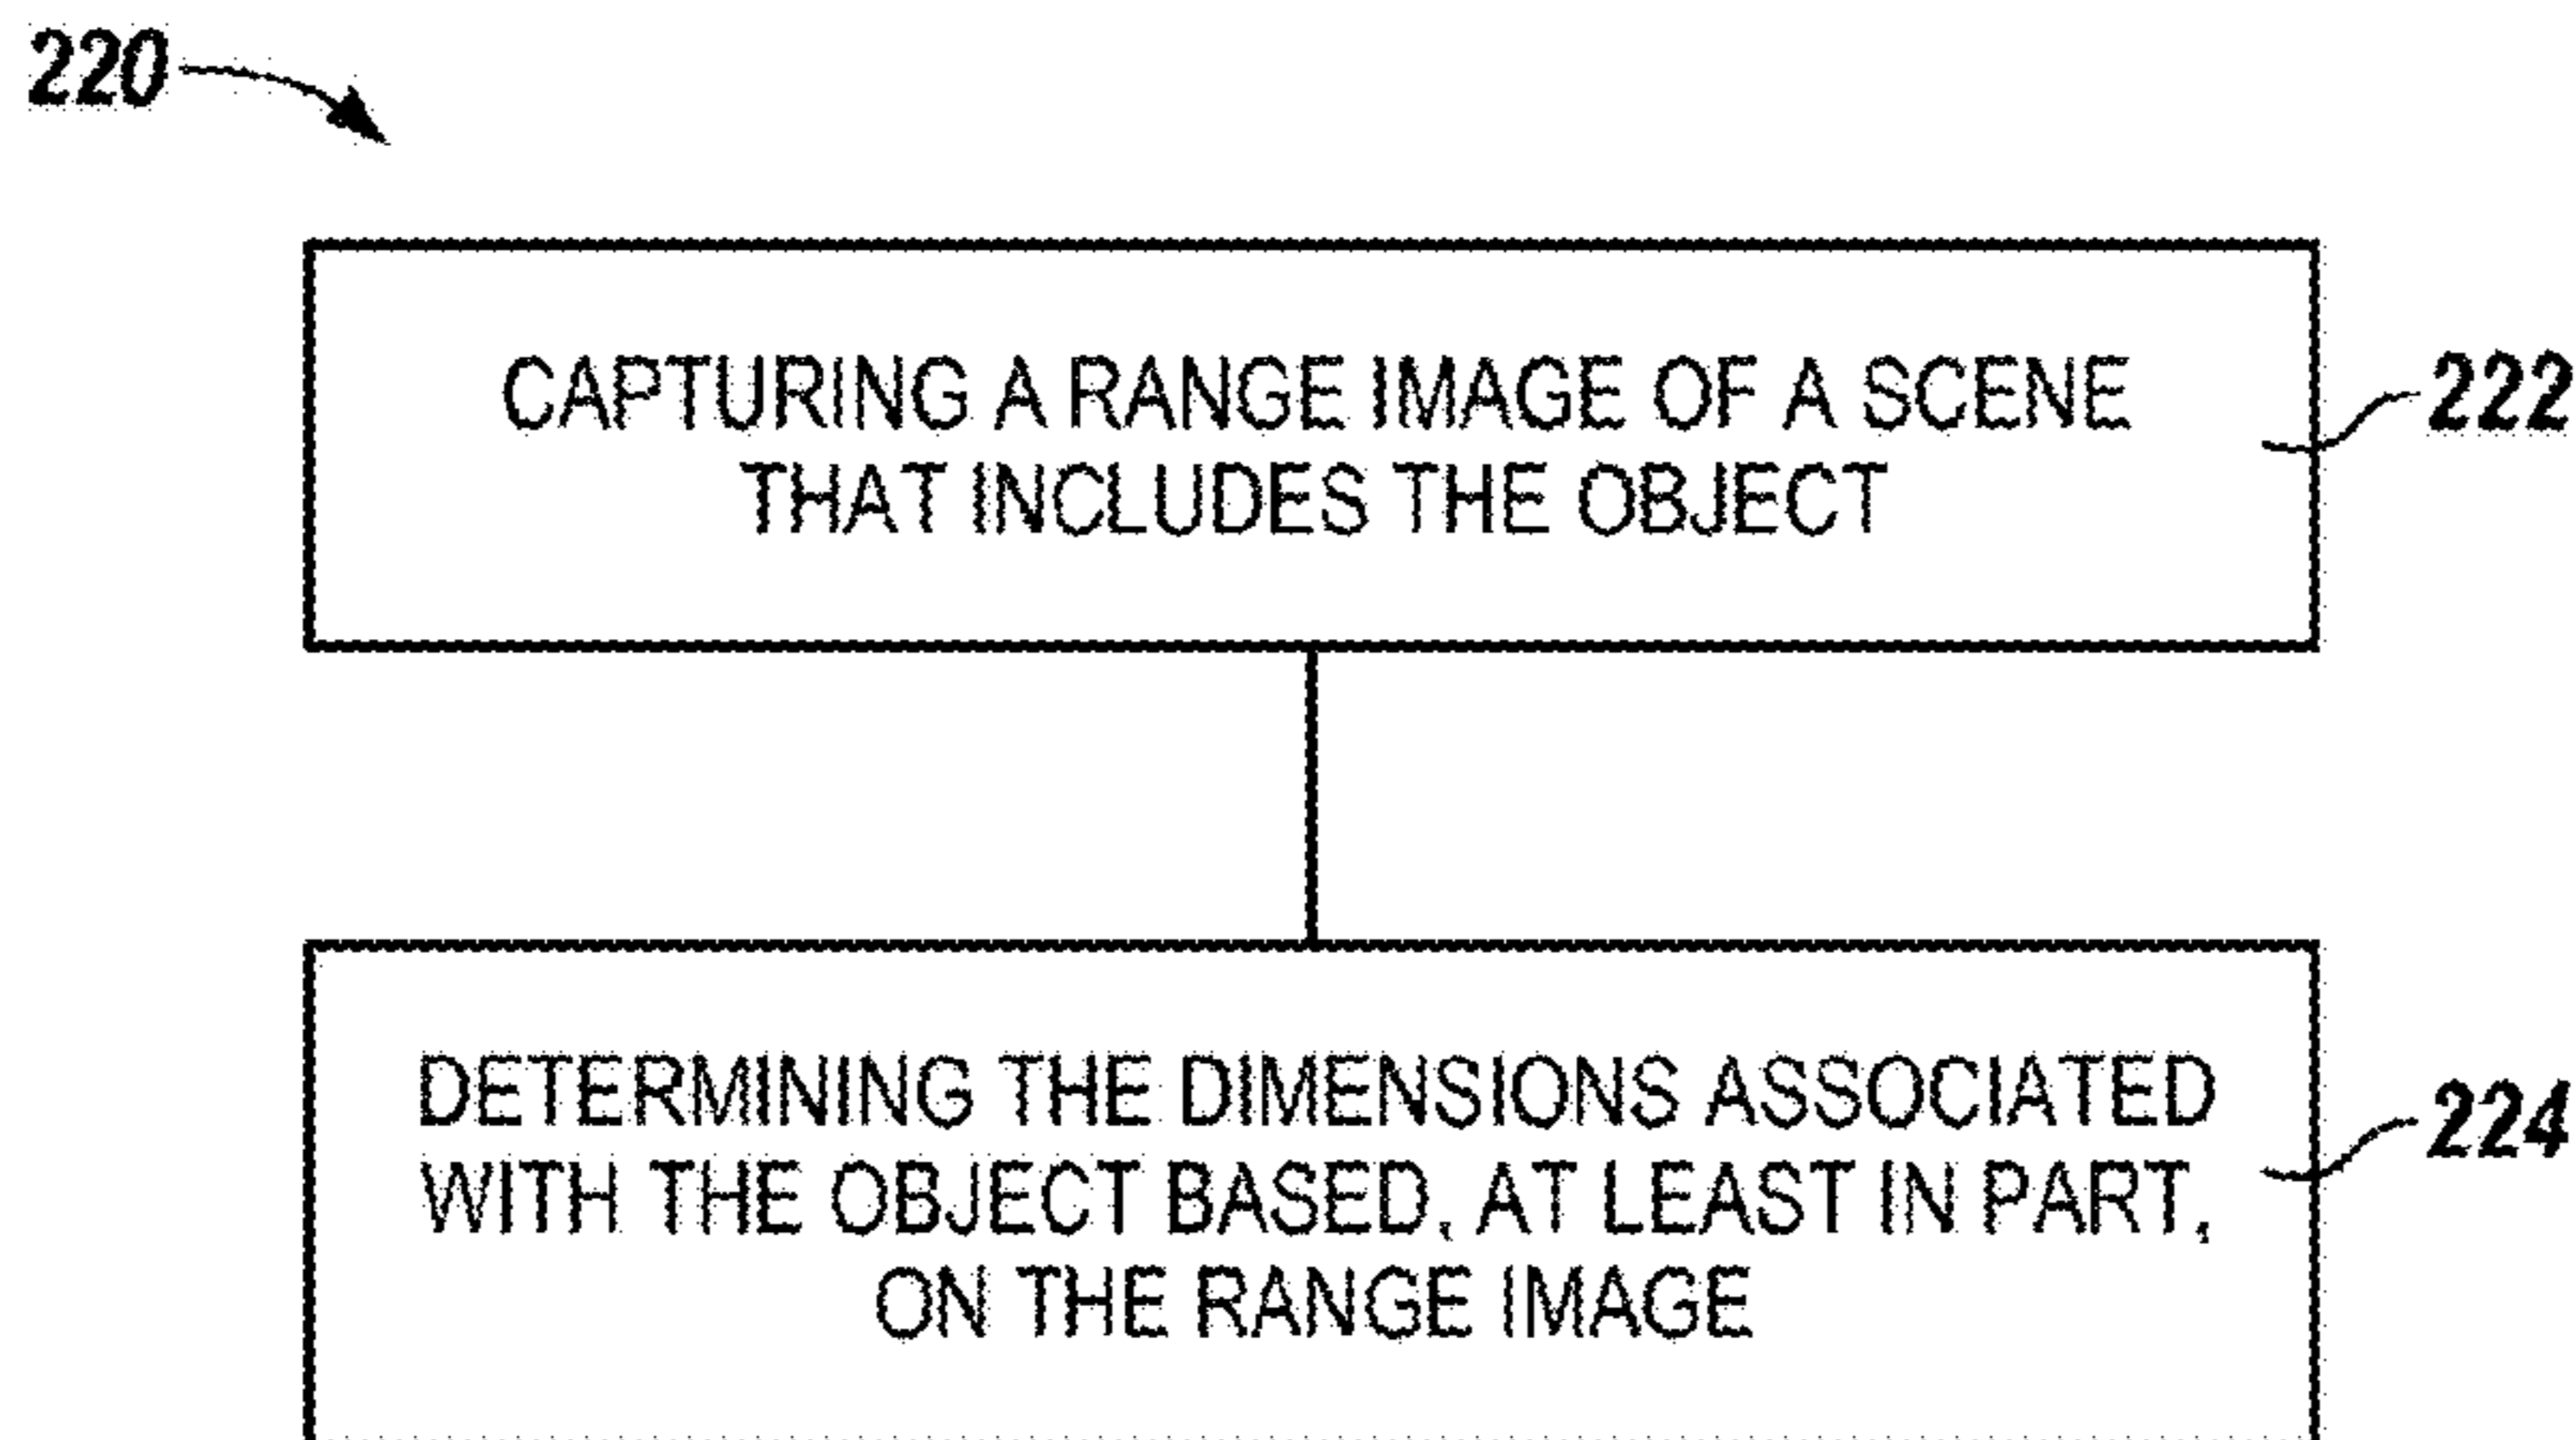 220
CAPTURING A RANGE IMAGE OF A SCENE
THAT INCLUDES THE OBJECT
222
DETERMINING THE DIMENSIONS ASSOCIATED
WITH THE OBJECT BASED, AT LEAST IN PART,
ON THE RANGE IMAGE
224